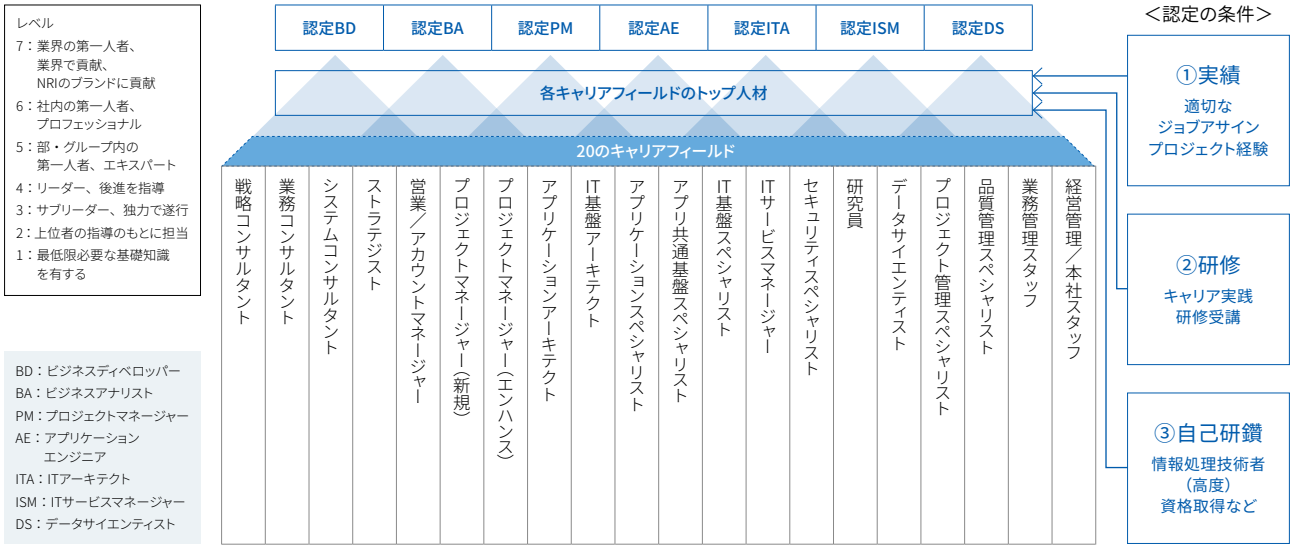 レベル
7：業界の第一人者、
業界で貢献、
NRIのブランドに貢献
6：社内の第一人者、
プロフェッショナル
5：部・グループ内の
第一人者、エキスパート
4：リーダー、後進を指導
3：サブリーダー、独力で遂行
2：上位者の指導のもとに担当
1：最低限必要な基礎知識
を有する
BD：ビジネスディベロッパー
BA：ビジネスアナリスト
PM：プロジェクトマネージャー
AE：アプリケーション
エンジニア
ITA：ITアーキテクト
ISM：ITサービスマネージャー
DS：データサイエンティスト
認定BD
認定BA
認定PM
認定AE
認定ITA
認定ISM
認定DS
各キャリアフィールドのトップ人材
20のキャリアフィールド
戦略コンサルタント
業務コンサルタント
システムコンサルタント
ストラテジスト
営業／アカウントマネージャー
プロジェクトマネージャー（新規）
プロジェクトマネージャー（エンハンス）
アプリケーションアーキテクト
IT基盤アーキテクト
アプリケーションスペシャリスト
アプリ共通基盤スペシャリスト
IT基盤スペシャリスト
ITサービスマネージャー
セキュリティスペシャリスト
研究員
データサイエンティスト
プロジェクト管理スペシャリスト
品質管理スペシャリスト
業務管理スタッフ
経営管理／本社スタッフ
＜認定の条件＞
①実績
適切な
ジョブアサイン
プロジェクト経験
②研修
キャリア実践
研修受講
③自己研鑽
情報処理技術者
（高度）
資格取得など